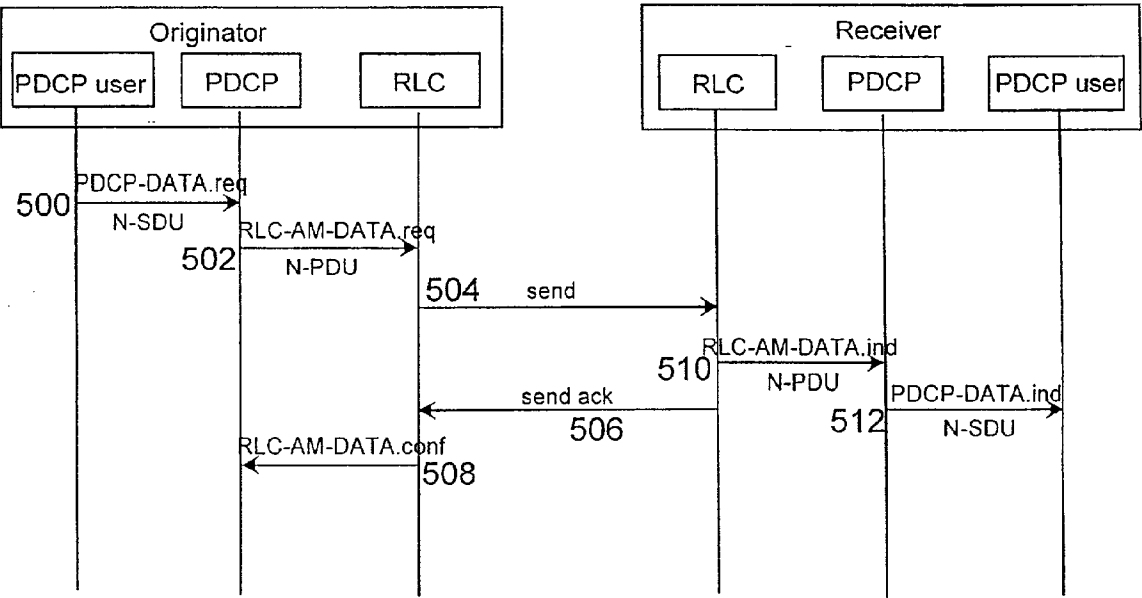 Originator
Receiver
PDCP user
PDCP
RLC
RLC
PDCP
PDCP user
PDCP-DATA.req
500
N-SDU
RLC-AM-DATA.req
502
N-PDU
504
send
RLC-AM-DATA.ind
510
N-PDU
send ack
506
PDCP-DATA.ind
512
N-SDU
RLC-AM-DATA.conf
508